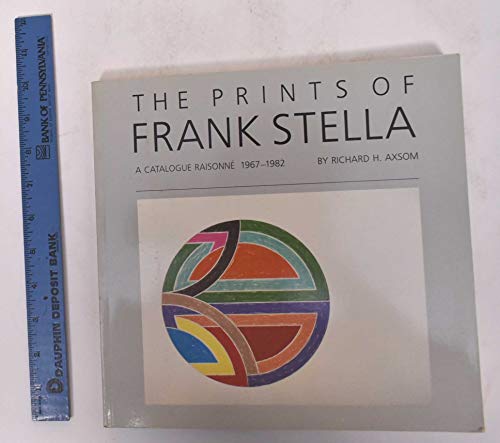 THE PRINTS OF
FRANK STELLA
A CATALOGUE RAISONNÉ 1967–1982 BY RICHARD H. AXSOM
BANK OF PENNSYLVANIA
DAUPHIN DEPOSIT BANK